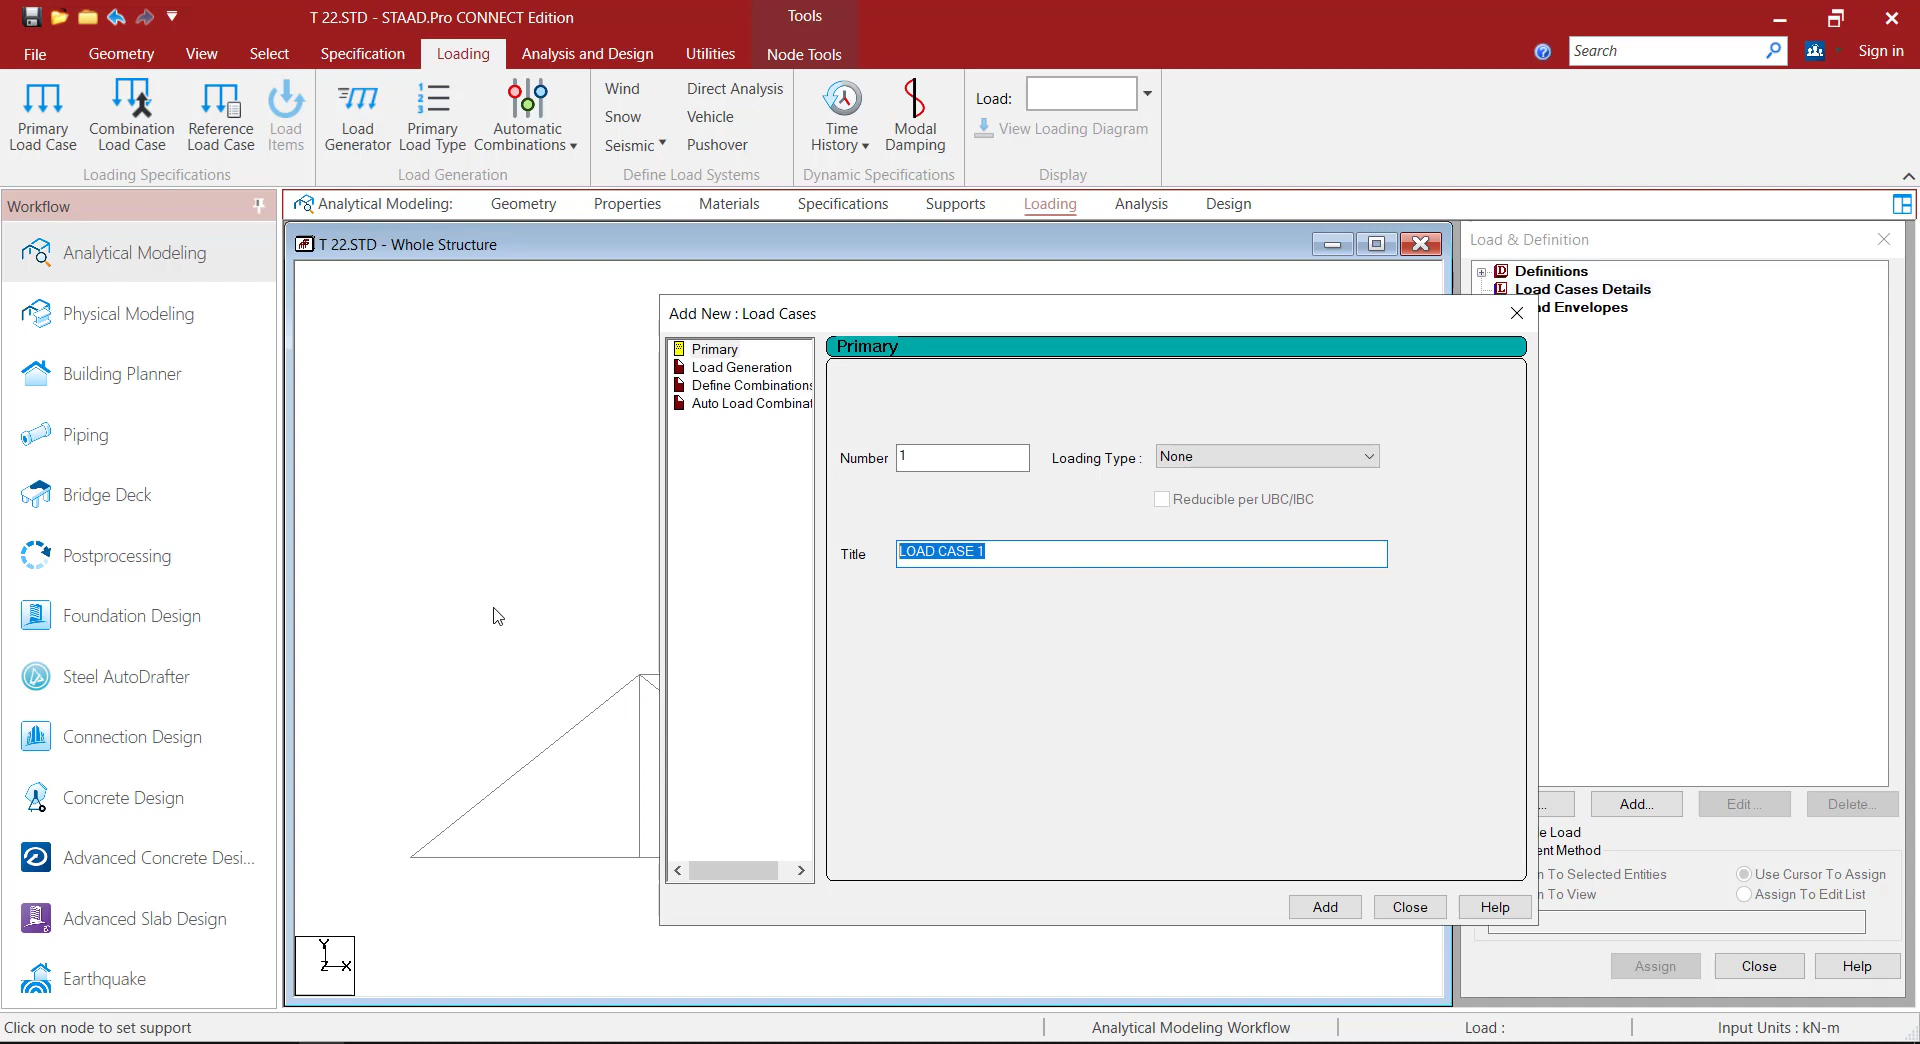 T 22.STD - STAAD.Pro CONNECT Edition
Tools
File
Geometry
View
Select
Specification
Loading
Analysis and Design
Utilities
Node Tools
Search
Sign in
Primary
Load Case
Combination
Load Case
Reference
Load Case
Load
Items
Loading Specifications
Load
Generator
Primary
Load Type
Automatic
Combinations
Load Generation
Wind
Snow
Seismic
Direct Analysis
Vehicle
Pushover
Define Load Systems
Time
History
Modal
Damping
Dynamic Specifications
Load:
View Loading Diagram
Display
Workflow
Analytical Modeling
Physical Modeling
Building Planner
Piping
Bridge Deck
Postprocessing
Foundation Design
Steel AutoDrafter
Connection Design
Concrete Design
Advanced Concrete Desi...
Advanced Slab Design
Earthquake
Analytical Modeling:
Geometry
Properties
Materials
Specifications
Supports
Loading
Analysis
Design
T 22.STD - Whole Structure
Y
Z X
Add New : Load Cases
Primary
Load Generation
Define Combinations
Auto Load Combinat
Primary
Number
1
Loading Type :
None
Reducible per UBC/IBC
Title
LOAD CASE 1
Add
Close
Help
Load & Definition
Definitions
Load Cases Details
d Envelopes
...
Add...
Edit...
Delete...
e Load
ent Method
n To Selected Entities
Use Cursor To Assign
n To View
Assign To Edit List
Assign
Close
Help
Click on node to set support
Analytical Modeling Workflow
Load :
Input Units : kN-m